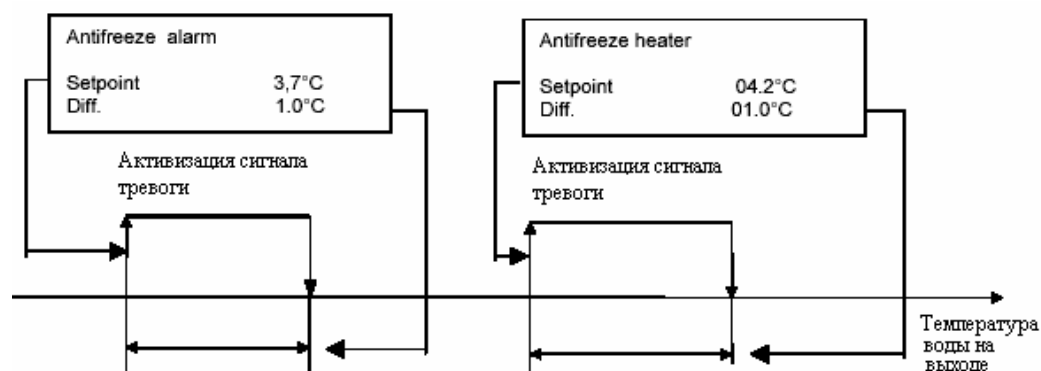 Antifreeze alarm
Setpoint 3,7°C
Diff. 1.0°C
Antifreeze heater
Setpoint 04.2°C
Diff. 01.0°C
Активизация сигнала
тревоги
Активизация сигнала
тревоги
Температура
воды на
выходе